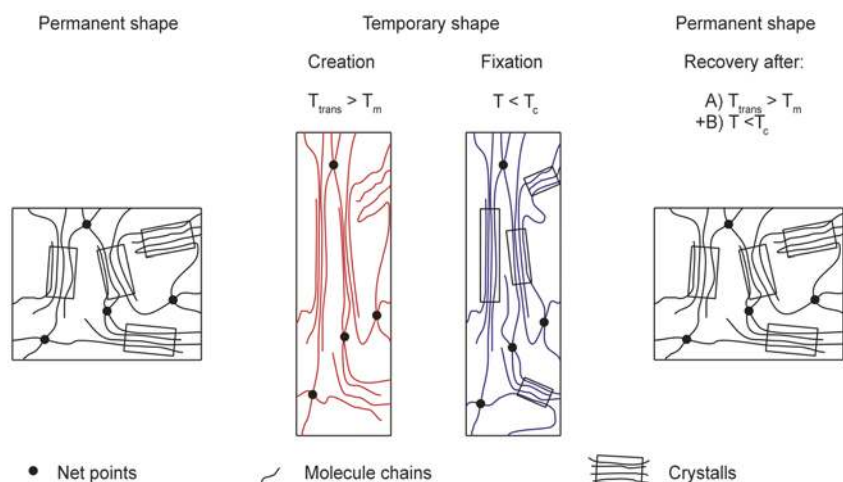 Permanent shape
Temporary shape
Permanent shape
Creation
Fixation
Recovery after:
T_trans > T_m
T < T_c
A) T_trans > T_m
+B) T < T_c
Net points
Molecule chains
Crystalls